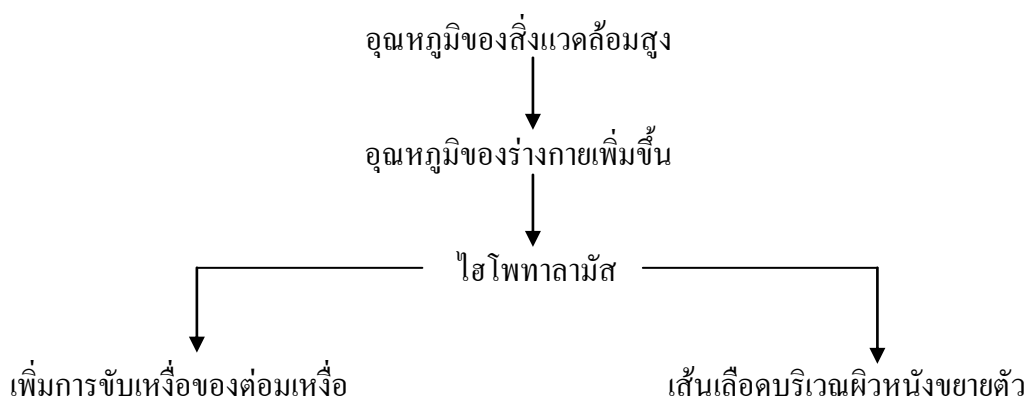 อุณหภูมิของสิ่งแวดล้อมสูง
อุณหภูมิของร่างกายเพิ่มขึ้น
ไฮโพทาลามัส
เพิ่มการขับเหงื่อของต่อมเหงื่อ
เส้นเลือดบริเวณผิวหนังขยายตัว